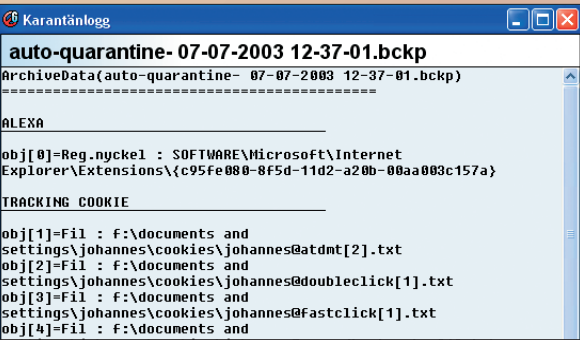 Karantänlogg
auto-quarantine- 07-07-2003 12-37-01.bckp
ArchiveData(auto-quarantine- 07-07-2003 12-37-01.bckp)
============================================
ALEXA
obj[0]=Reg.nyckel : SOFTWARE\Microsoft\Internet
Explorer\Extensions\{c95fe080-8f5d-11d2-a20b-00aa003c157a}
TRACKING COOKIE
obj[1]=Fil : f:\documents and
settings\johannes\cookies\johannes@atdmt[2].txt
obj[2]=Fil : f:\documents and
settings\johannes\cookies\johannes@doubleclick[1].txt
obj[3]=Fil : f:\documents and
settings\johannes\cookies\johannes@fastclick[1].txt
obj[4]=Fil : f:\documents and